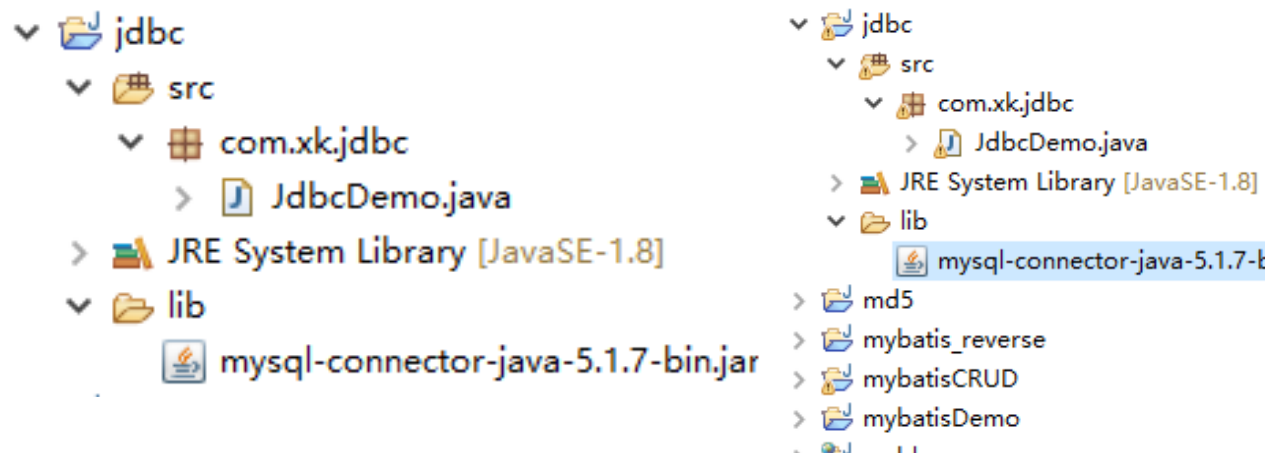 jdbc
src
com.xk.jdbc
JdbcDemo.java
JRE System Library [JavaSE-1.8]
lib
mysql-connector-java-5.1.7-bin.jar
jdbc
src
com.xk.jdbc
JdbcDemo.java
JRE System Library [JavaSE-1.8]
lib
mysql-connector-java-5.1.7-b
md5
mybatis_reverse
mybatisCRUD
mybatisDemo